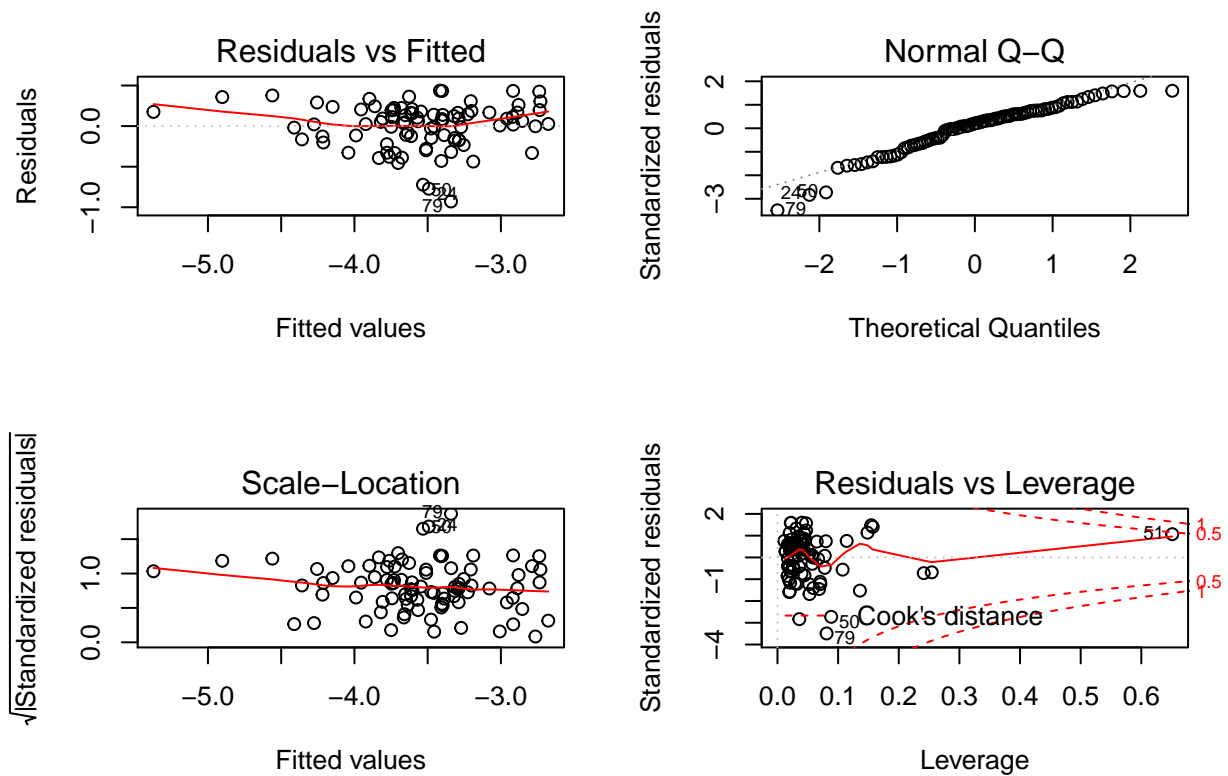 Residuals vs Fitted
Residuals
0.0
−1.0
50
24
79
−5.0 −4.0 −3.0
Fitted values
Normal Q−Q
Standardized residuals
2
0
−3
24
50
79
−2 −1 0 1 2
Theoretical Quantiles
Scale−Location
√|Standardized residuals|
1.0
0.0
79
50
24
−5.0 −4.0 −3.0
Fitted values
Residuals vs Leverage
Standardized residuals
2
−1
−4
51
1
0.5
0.5
1
50
79
Cook's distance
0.0 0.1 0.2 0.3 0.4 0.5 0.6
Leverage